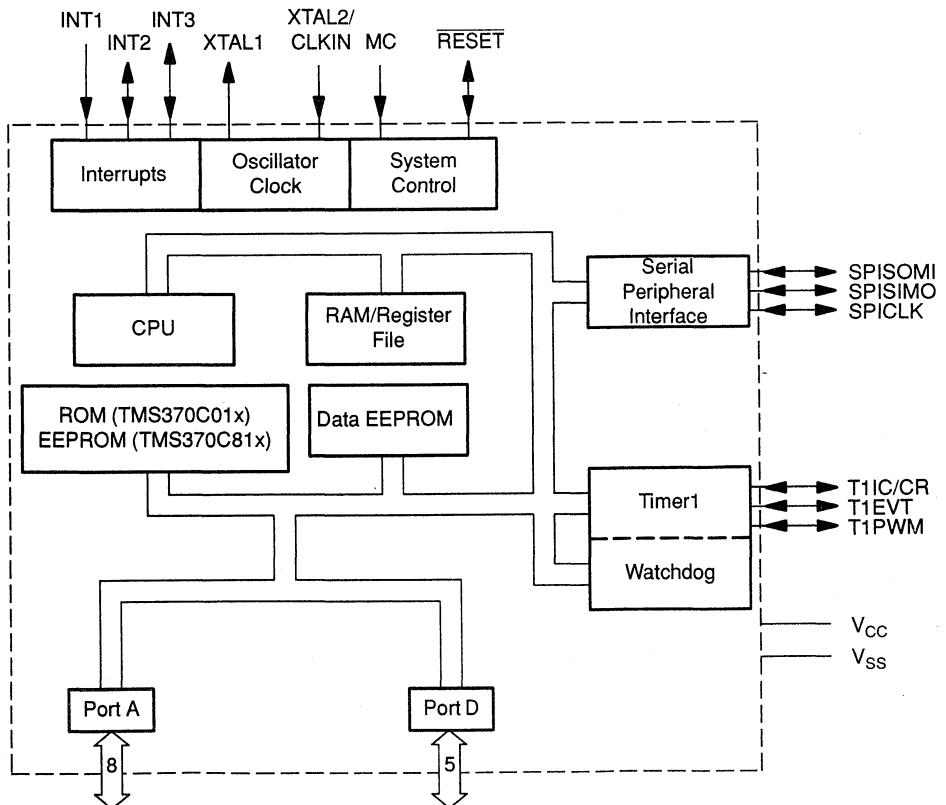 INT1
INT2
INT3
XTAL1
XTAL2/
CLKIN
MC
RESET
Interrupts
Oscillator
Clock
System
Control
CPU
RAM/Register
File
Serial
Peripheral
Interface
SPISOMI
SPISIMO
SPICLK
ROM (TMS370C01x)
EEPROM (TMS370C81x)
Data EEPROM
Timer1
Watchdog
T1IC/CR
T1EVT
T1PWM
VCC
VSS
Port A
Port D
8
5